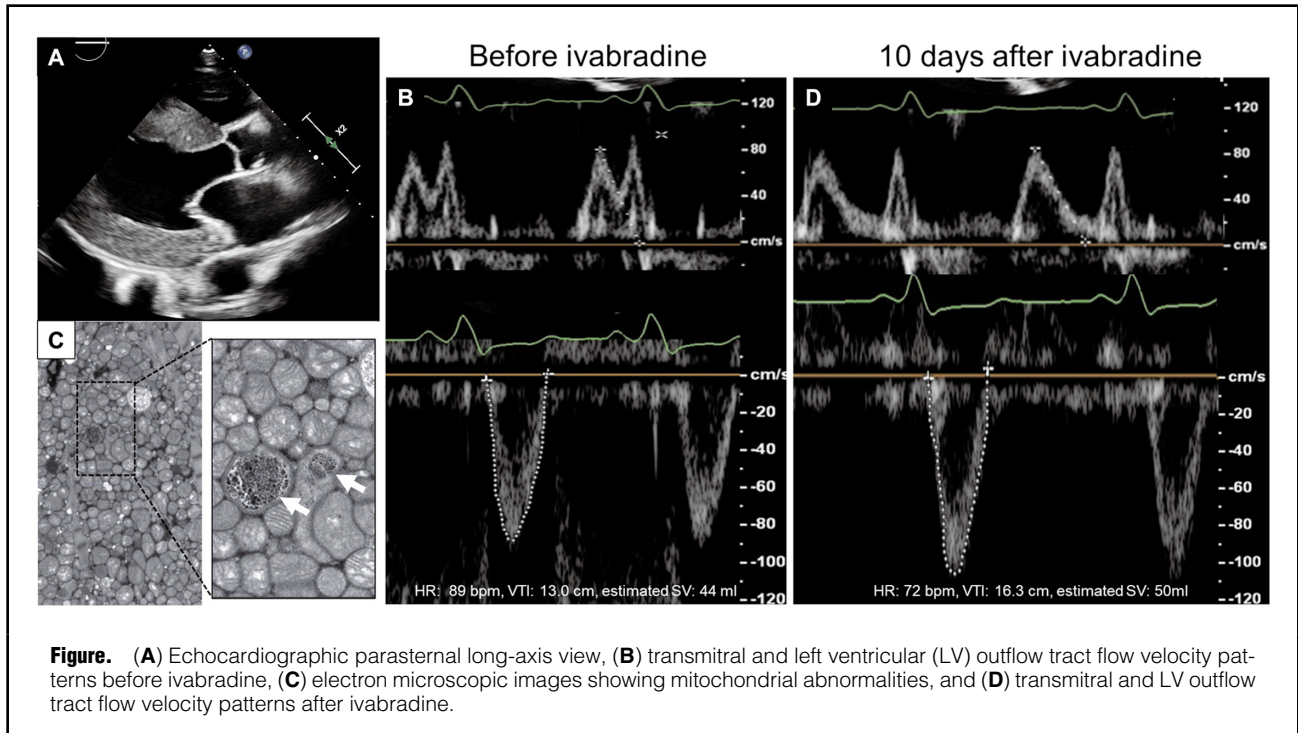 Before ivabradine
10 days after ivabradine
A
P
X2
B
120
80
40
cm/s
cm/s
-20
-40
-60
-80
-100
-120
HR: 89 bpm, VTI: 13.0 cm, estimated SV: 44 ml
C
D
120
80
40
cm/s
cm/s
-20
-40
-60
-80
-100
-120
HR: 72 bpm, VTI: 16.3 cm, estimated SV: 50ml
Figure. (A) Echocardiographic parasternal long-axis view, (B) transmitral and left ventricular (LV) outflow tract flow velocity pat-
terns before ivabradine, (C) electron microscopic images showing mitochondrial abnormalities, and (D) transmitral and LV outflow
tract flow velocity patterns after ivabradine.